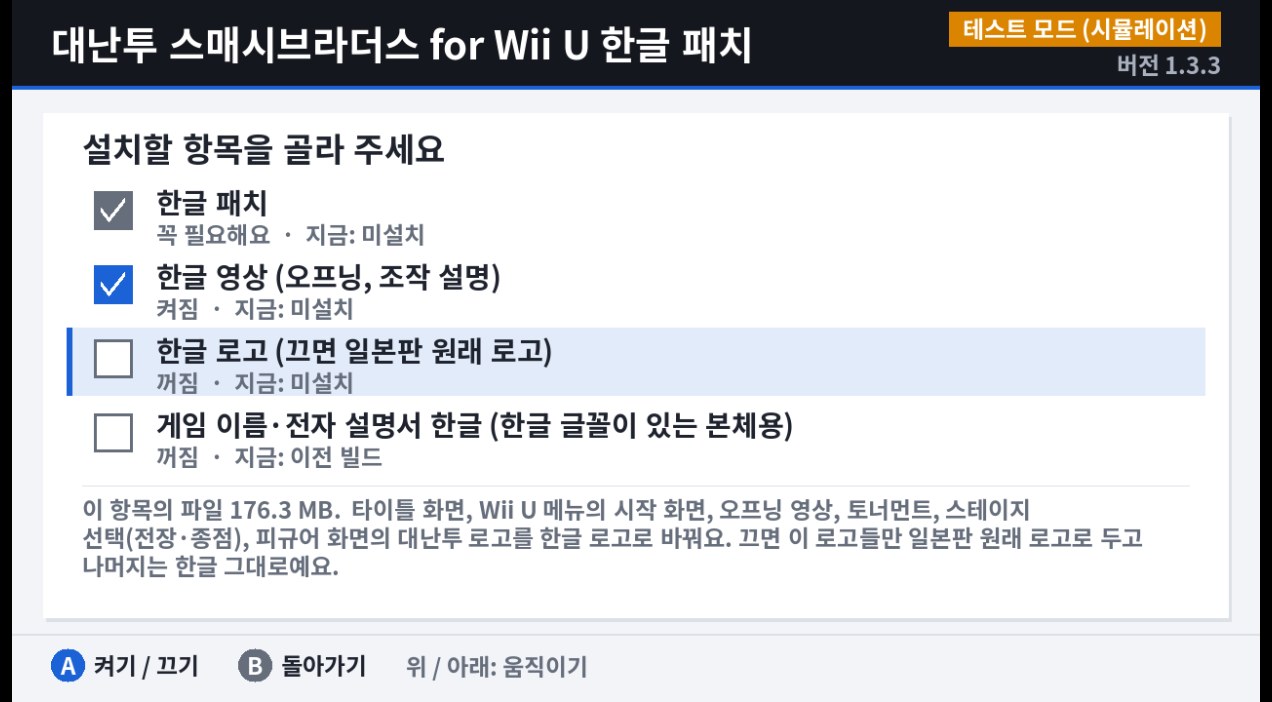 대난투 스매시브라더스 for Wii U 한글 패치
테스트 모드 (시뮬레이션)
버전 1.3.3
설치할 항목을 골라 주세요
한글 패치
꼭 필요해요 · 지금: 미설치
한글 영상 (오프닝, 조작 설명)
켜짐 · 지금: 미설치
한글 로고 (끄면 일본판 원래 로고)
꺼짐 · 지금: 미설치
게임 이름·전자 설명서 한글 (한글 글꼴이 있는 본체용)
꺼짐 · 지금: 이전 빌드
이 항목의 파일 176.3 MB. 타이틀 화면, Wii U 메뉴의 시작 화면, 오프닝 영상, 토너먼트, 스테이지
선택(전장·종점), 피규어 화면의 대난투 로고를 한글 로고로 바꿔요. 끄면 이 로고들만 일본판 원래 로고로 두고
나머지는 한글 그대로예요.
A 켜기 / 끄기 B 돌아가기 위 / 아래: 움직이기